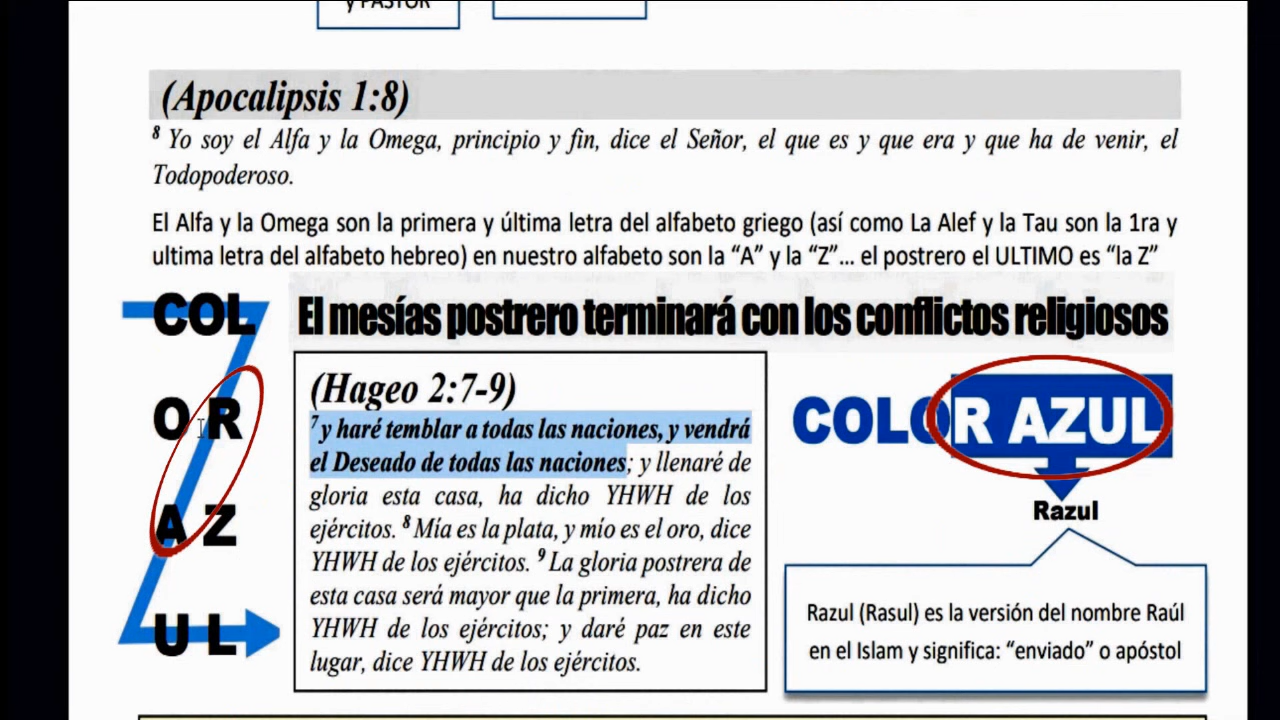 y PASTOR
(Apocalipsis 1:8)
8 Yo soy el Alfa y la Omega, principio y fin, dice el Señor, el que es y que era y que ha de venir, el
Todopoderoso.
El Alfa y la Omega son la primera y última letra del alfabeto griego (así como La Alef y la Tau son la 1ra y
ultima letra del alfabeto hebreo) en nuestro alfabeto son la “A” y la “Z”... el postrero el ULTIMO es “la Z”
COL
O R
A Z
U L
El mesías postrero terminará con los conflictos religiosos
(Hageo 2:7-9)
7 y haré temblar a todas las naciones, y vendrá
el Deseado de todas las naciones; y llenaré de
gloria esta casa, ha dicho YHWH de los
ejércitos. 8 Mía es la plata, y mío es el oro, dice
YHWH de los ejércitos. 9 La gloria postrera de
esta casa será mayor que la primera, ha dicho
YHWH de los ejércitos; y daré paz en este
lugar, dice YHWH de los ejércitos.
COLOR AZUL
Razul
Razul (Rasul) es la versión del nombre Raúl
en el Islam y significa: “enviado” o apóstol